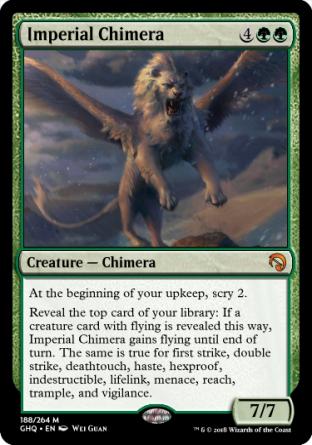 Imperial Chimera 4
Creature — Chimera
At the beginning of your upkeep, scry 2.
Reveal the top card of your library: If a
creature card with flying is revealed this way,
Imperial Chimera gains flying until end of
turn. The same is true for first strike, double
strike, deathtouch, haste, hexproof,
indestructible, lifelink, menace, reach,
trample, and vigilance.
7/7
188/264 M
GHQ • EN Wei Guan
™ & © 2018 Wizards of the Coast